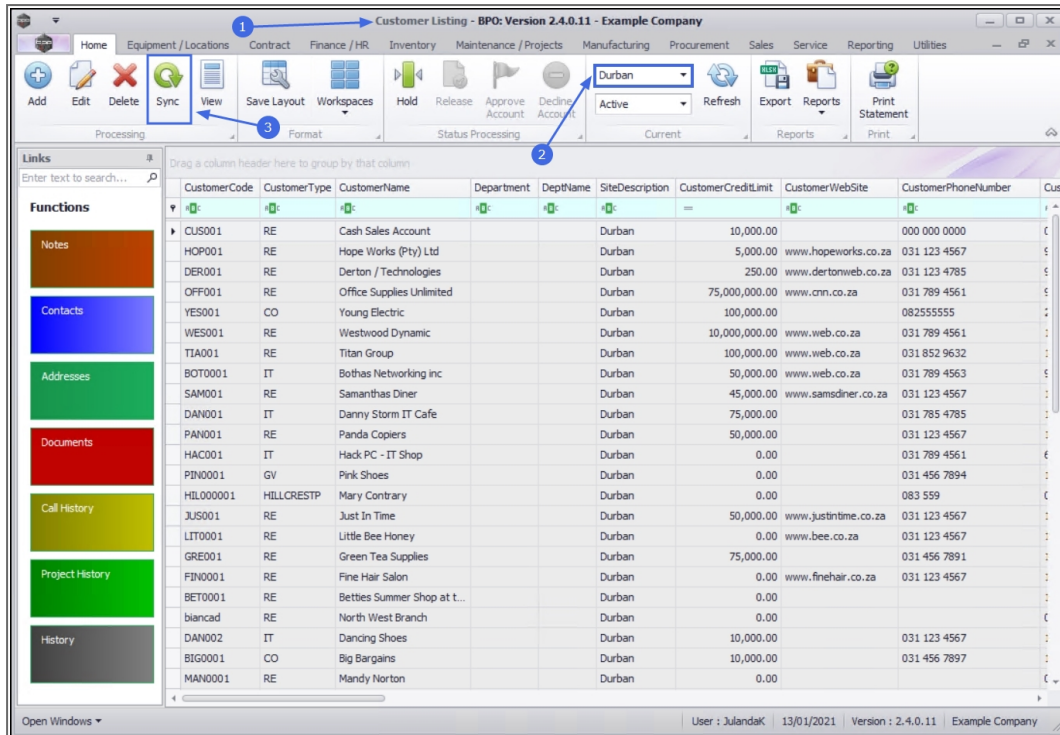 Customer Listing - BPO: Version 2.4.0.11 - Example Company
1
Home Equipment / Locations Contract Finance / HR Inventory Maintenance / Projects Manufacturing Procurement Sales Service Reporting Utilities
Add Edit Delete Sync View Save Layout Workspaces Hold Release Approve Account Decline Account Durban Active Refresh Export Reports Print Statement
3
2
Processing Format Status Processing Current Reports Print
Links
Enter text to search...
Functions
Notes
Contacts
Addresses
Documents
Call History
Project History
History
Drag a column header here to group by that column
CustomerCode CustomerType CustomerName Department DeptName SiteDescription CustomerCreditLimit CustomerWebSite CustomerPhoneNumber Cus
CUS001 RE Cash Sales Account Durban 10,000.00 000 000 0000
HOP001 RE Hope Works (Pty) Ltd Durban 5,000.00 www.hopeworks.co.za 031 123 4567
DER001 RE Derton / Technologies Durban 250.00 www.dertonweb.co.za 031 123 4785
OFF001 RE Office Supplies Unlimited Durban 75,000,000.00 www.cnn.co.za 031 789 4561
YES001 CO Young Electric Durban 100,000.00 082555555
WES001 RE Westwood Dynamic Durban 10,000,000.00 www.web.co.za 031 789 4561
TIA001 RE Titan Group Durban 100,000.00 www.web.co.za 031 852 9632
BOT0001 IT Bothas Networking inc Durban 50,000.00 www.web.co.za 031 789 4563
SAM001 RE Samanthas Diner Durban 45,000.00 www.samsdiner.co.za 031 123 4567
DAN001 IT Danny Storm IT Cafe Durban 75,000.00 031 785 4785
PAN001 RE Panda Copiers Durban 50,000.00 031 123 4567
HAC001 IT Hack PC - IT Shop Durban 0.00 031 789 4561
PIN0001 GV Pink Shoes Durban 0.00 031 456 7894
HIL000001 HILLCRESTP Mary Contrary Durban 0.00 083 559
JUS001 RE Just In Time Durban 50,000.00 www.justintime.co.za 031 123 4567
LIT0001 RE Little Bee Honey Durban 0.00 www.bee.co.za 031 123 4567
GRE001 RE Green Tea Supplies Durban 75,000.00 031 456 7891
FIN0001 RE Fine Hair Salon Durban 0.00 www.finehair.co.za 031 123 4567
BET0001 RE Betties Summer Shop at t... Durban 0.00
biancad RE North West Branch Durban 0.00
DAN002 IT Dancing Shoes Durban 10,000.00 031 123 4567
BIG0001 CO Big Bargains Durban 10,000.00 031 456 7897
MAN0001 RE Mandy Norton Durban 0.00
Open Windows User : JulandaK 13/01/2021 Version : 2.4.0.11 Example Company